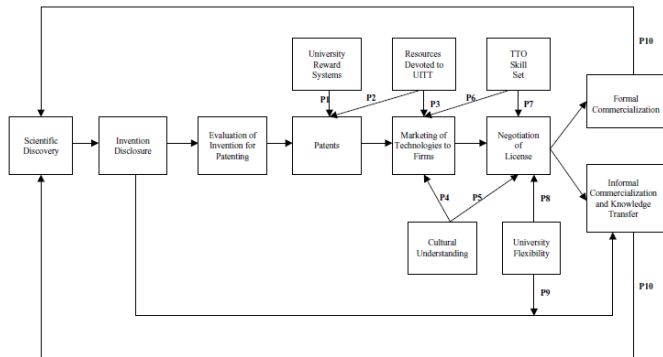 P10
University
Reward
Systems
Resources
Devoted to
UITT
TTO
Skill
Set
Formal
Commercialization
P1
P2
P3
P6
P7
Scientific
Discovery
Invention
Disclosure
Evaluation of
Invention for
Patenting
Patents
Marketing of
Technologies to
Firms
Negotiation
of
License
Informal
Commercialization
and Knowledge
Transfer
P4
P5
P8
Cultural
Understanding
University
Flexibility
P9
P10